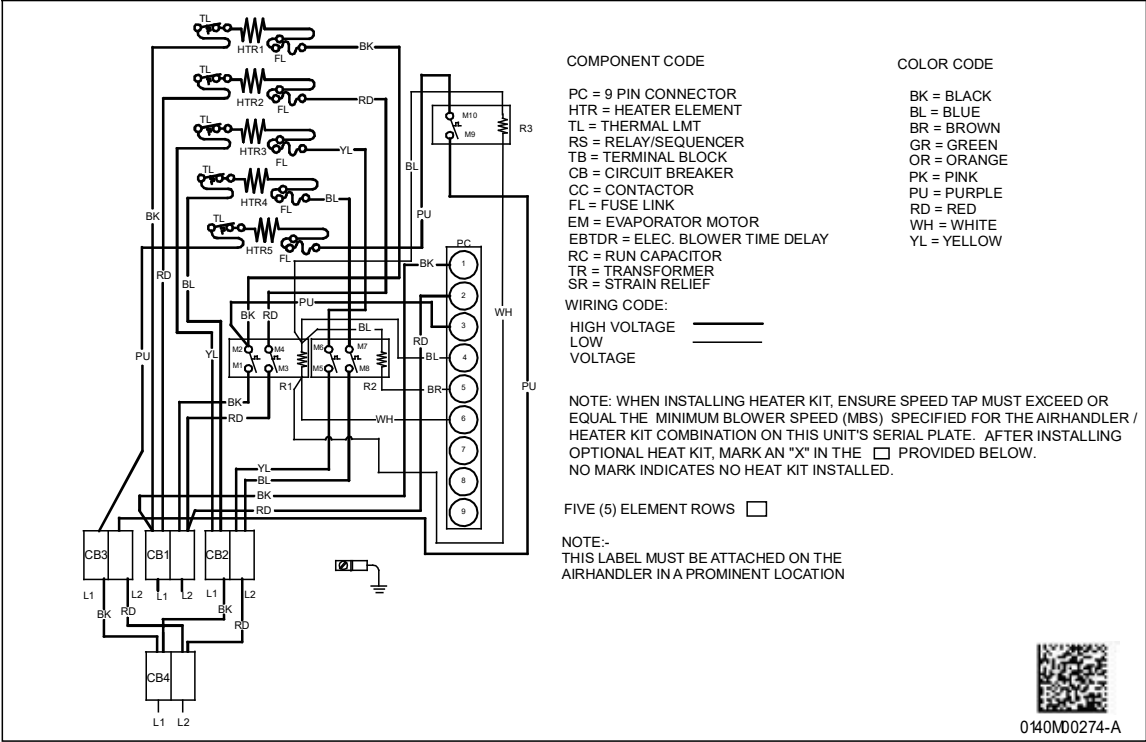 TL
HTR1
FL
BK
TL
HTR2
FL
RD
TL
HTR3
FL
YL
TL
HTR4
FL
BL
TL
HTR5
FL
M10
M9
R3
BL
PU
BK
RD
BL
PU
YL
BK
RD
PU
BL
WH
PU
M2
M4
M1
M3
R1
M6
M7
M5
M8
R2
BK
RD
YL
BL
BK
RD
PC
BK
1
2
3
BL
4
BR
5
WH
6
7
8
9
RD
CB3
CB1
CB2
L1
L2
L1
L2
L1
L2
BK
RD
BK
RD
CB4
L1
L2
COMPONENT CODE
PC = 9 PIN CONNECTOR
HTR = HEATER ELEMENT
TL = THERMAL LMT
RS = RELAY/SEQUENCER
TB = TERMINAL BLOCK
CB = CIRCUIT BREAKER
CC = CONTACTOR
FL = FUSE LINK
EM = EVAPORATOR MOTOR
EBTDR = ELEC. BLOWER TIME DELAY
RC = RUN CAPACITOR
TR = TRANSFORMER
SR = STRAIN RELIEF
WIRING CODE:
HIGH VOLTAGE
LOW
VOLTAGE
COLOR CODE
BK = BLACK
BL = BLUE
BR = BROWN
GR = GREEN
OR = ORANGE
PK = PINK
PU = PURPLE
RD = RED
WH = WHITE
YL = YELLOW
NOTE: WHEN INSTALLING HEATER KIT, ENSURE SPEED TAP MUST EXCEED OR
EQUAL THE MINIMUM BLOWER SPEED (MBS) SPECIFIED FOR THE AIRHANDLER /
HEATER KIT COMBINATION ON THIS UNIT'S SERIAL PLATE. AFTER INSTALLING
OPTIONAL HEAT KIT, MARK AN "X" IN THE PROVIDED BELOW.
NO MARK INDICATES NO HEAT KIT INSTALLED.
FIVE (5) ELEMENT ROWS
NOTE:-
THIS LABEL MUST BE ATTACHED ON THE
AIRHANDLER IN A PROMINENT LOCATION
0140M00274-A